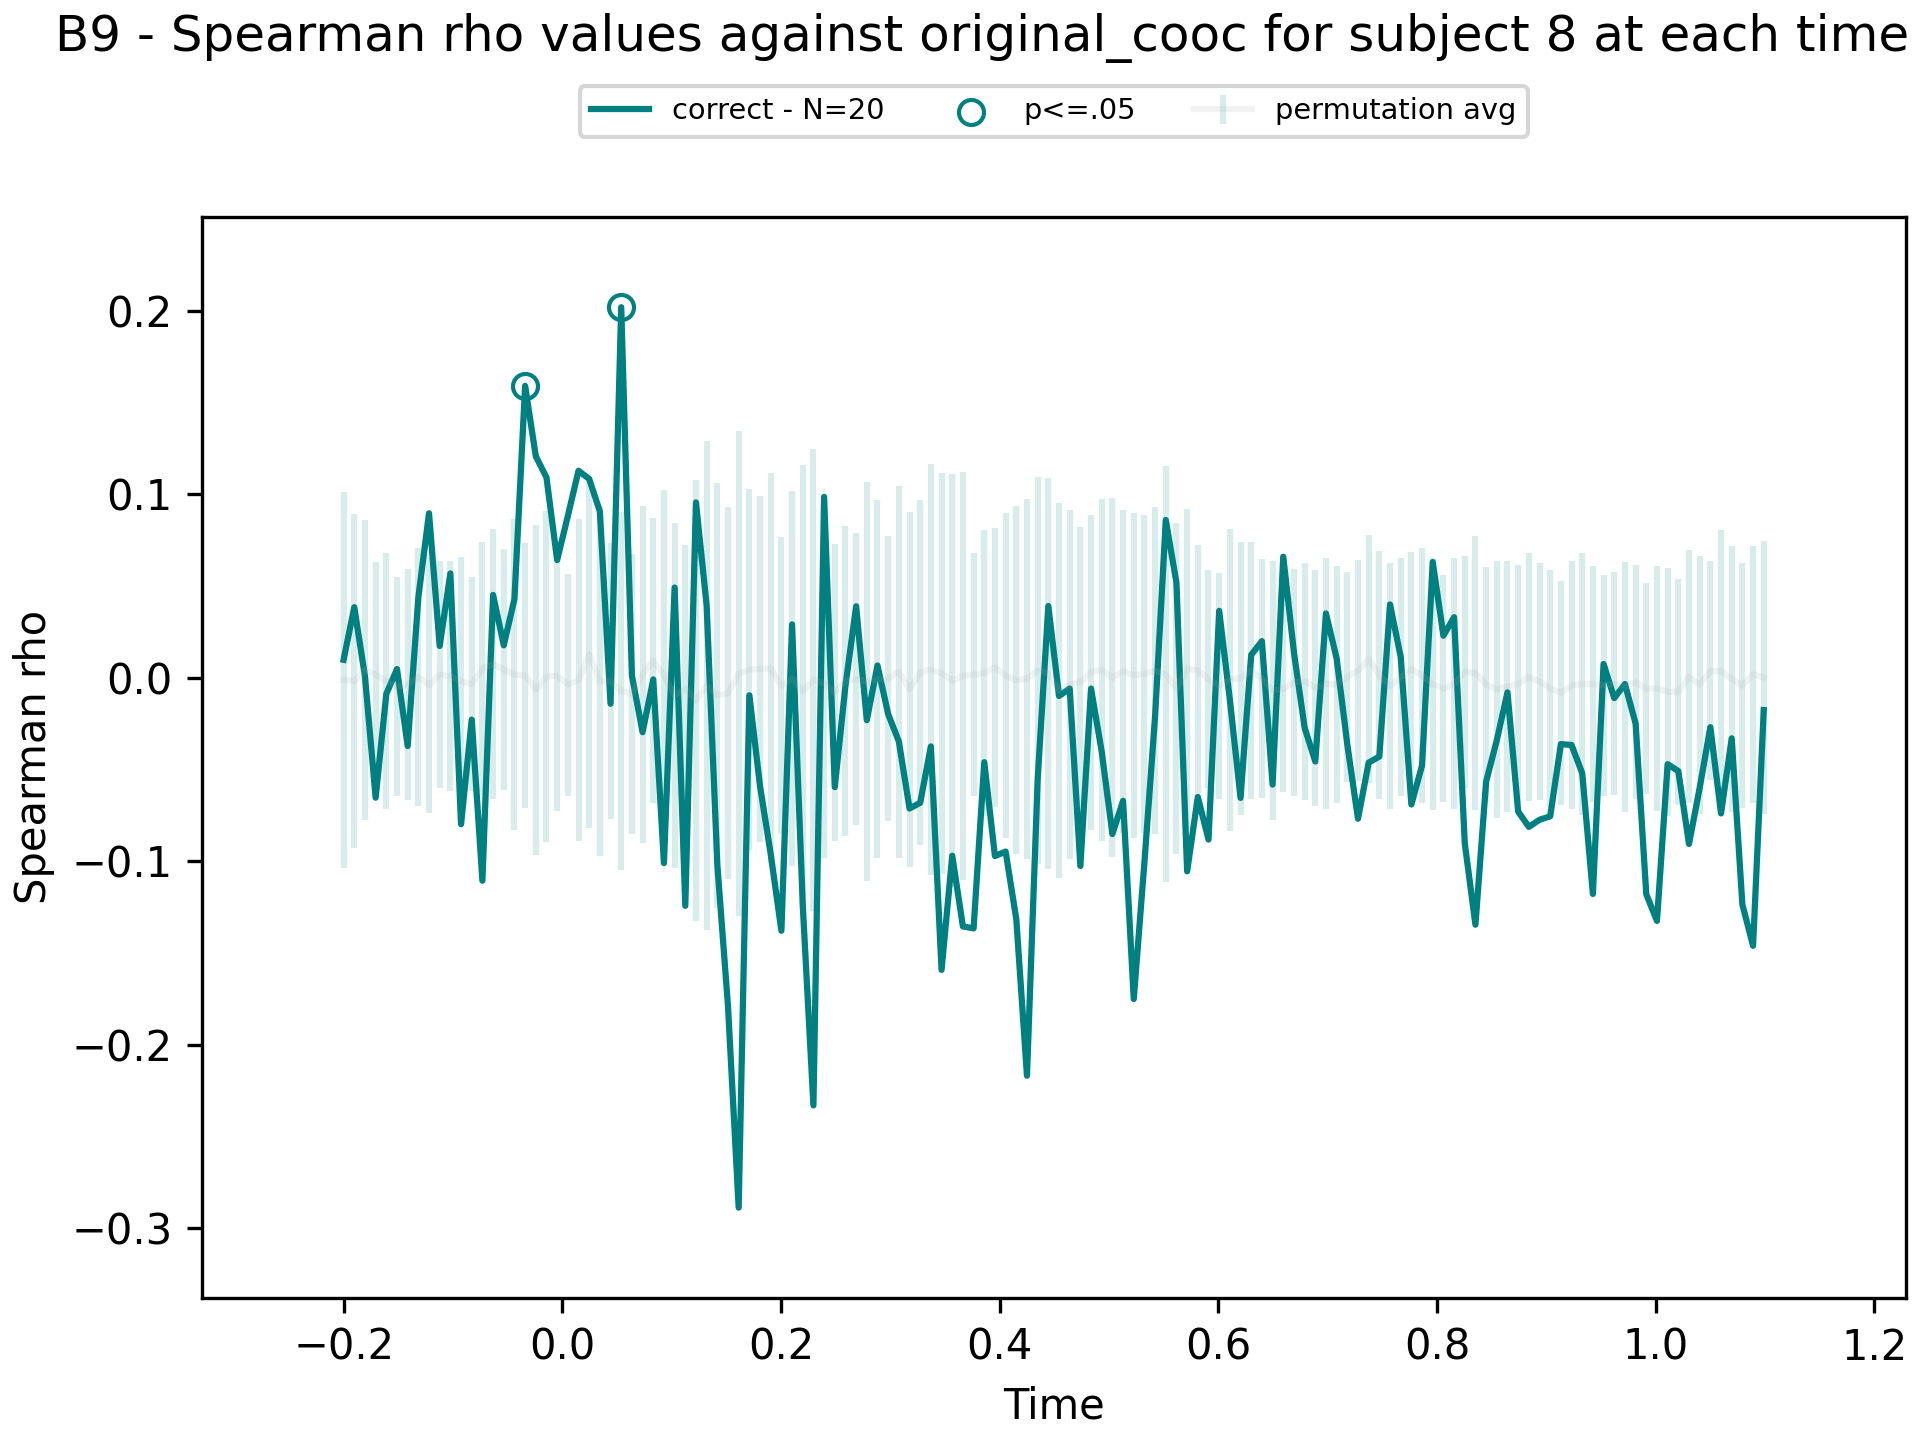 B9 - Spearman rho values against original_cooc for subject 8 at each time
correct - N=20
p<=.05
permutation avg
0.2
0.1
0.0
−0.1
−0.2
−0.3
Spearman rho
−0.2
0.0
0.2
0.4
0.6
0.8
1.0
1.2
Time